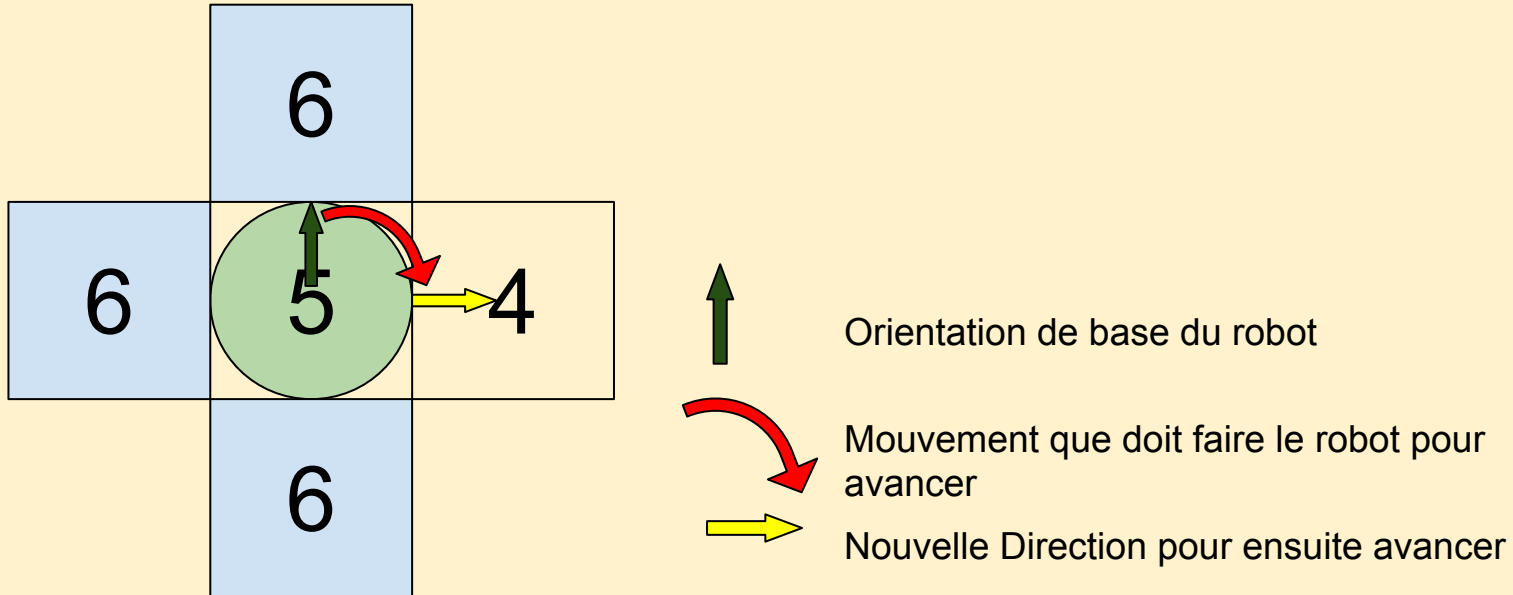 6
6 5 4
6
Orientation de base du robot
Mouvement que doit faire le robot pour
avancer
Nouvelle Direction pour ensuite avancer